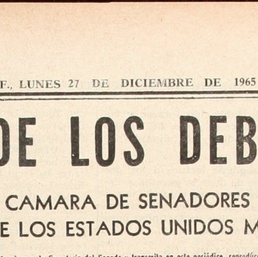 F., LUNES 27 DE DICIEMBRE DE 1965
DE LOS DEB
CAMARA DE SENADORES
E LOS ESTADOS UNIDOS M